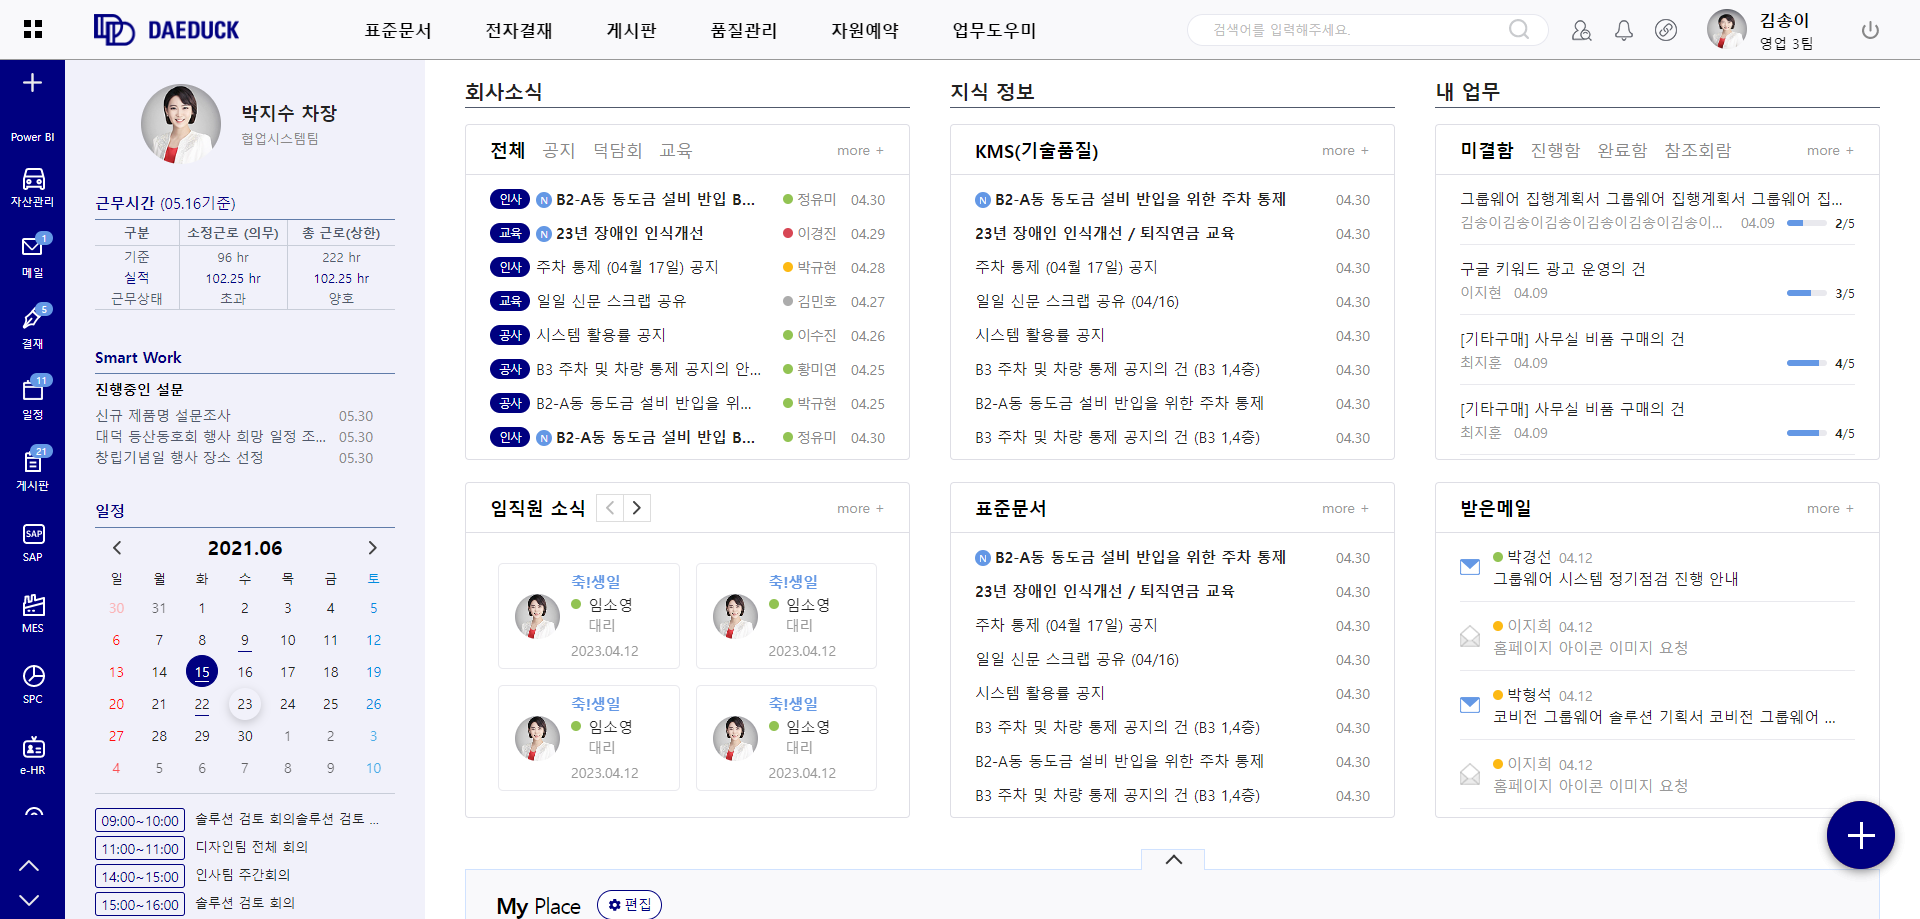 DAEDUCK
표준문서 전자결재 게시판 품질관리 자원예약 업무도우미
검색어를 입력해주세요.
김송이
영업 3팀
Power BI
자산관리
1
메일
5
결재
11
일정
21
게시판
SAP
SAP
MES
SPC
e-HR
박지수 차장
협업시스템팀
근무시간 (05.16기준)
구분 소정근로 (의무) 총 근로(상한)
기준 96 hr 222 hr
실적 102.25 hr 102.25 hr
근무상태 초과 양호
Smart Work
진행중인 설문
신규 제품명 설문조사 05.30
대덕 등산동호회 행사 희망 일정 조... 05.30
창립기념일 행사 장소 선정 05.30
일정
2021.06
일 월 화 수 목 금 토
30 31 1 2 3 4 5
6 7 8 9 10 11 12
13 14 15 16 17 18 19
20 21 22 23 24 25 26
27 28 29 30 1 2 3
4 5 6 7 8 9 10
09:00~10:00 솔루션 검토 회의솔루션 검토 ...
11:00~11:00 디자인팀 전체 회의
14:00~15:00 인사팀 주간회의
15:00~16:00 솔루션 검토 회의
회사소식
전체 공지 덕담회 교육 more +
인사 N B2-A동 동도금 설비 반입 B... 정유미 04.30
교육 N 23년 장애인 인식개선 이경진 04.29
인사 주차 통제 (04월 17일) 공지 박규현 04.28
교육 일일 신문 스크랩 공유 김민호 04.27
공사 시스템 활용률 공지 이수진 04.26
공사 B3 주차 및 차량 통제 공지의 안... 황미연 04.25
공사 B2-A동 동도금 설비 반입을 위... 박규현 04.25
인사 N B2-A동 동도금 설비 반입 B... 정유미 04.30
임직원 소식 more +
축!생일
임소영
대리
2023.04.12
축!생일
임소영
대리
2023.04.12
축!생일
임소영
대리
2023.04.12
축!생일
임소영
대리
2023.04.12
지식 정보
KMS(기술품질) more +
N B2-A동 동도금 설비 반입을 위한 주차 통제 04.30
23년 장애인 인식개선 / 퇴직연금 교육 04.30
주차 통제 (04월 17일) 공지 04.30
일일 신문 스크랩 공유 (04/16) 04.30
시스템 활용률 공지 04.30
B3 주차 및 차량 통제 공지의 건 (B3 1,4층) 04.30
B2-A동 동도금 설비 반입을 위한 주차 통제 04.30
B3 주차 및 차량 통제 공지의 건 (B3 1,4층) 04.30
표준문서 more +
N B2-A동 동도금 설비 반입을 위한 주차 통제 04.30
23년 장애인 인식개선 / 퇴직연금 교육 04.30
주차 통제 (04월 17일) 공지 04.30
일일 신문 스크랩 공유 (04/16) 04.30
시스템 활용률 공지 04.30
B3 주차 및 차량 통제 공지의 건 (B3 1,4층) 04.30
B2-A동 동도금 설비 반입을 위한 주차 통제 04.30
B3 주차 및 차량 통제 공지의 건 (B3 1,4층) 04.30
내 업무
미결함 진행함 완료함 참조회람 more +
그룹웨어 집행계획서 그룹웨어 집행계획서 그룹웨어 집...
김송이김송이김송이김송이김송이김송이... 04.09 2/5
구글 키워드 광고 운영의 건
이지현 04.09 3/5
[기타구매] 사무실 비품 구매의 건
최지훈 04.09 4/5
[기타구매] 사무실 비품 구매의 건
최지훈 04.09 4/5
받은메일 more +
박경선 04.12
그룹웨어 시스템 정기점검 진행 안내
이지희 04.12
홈페이지 아이콘 이미지 요청
박형석 04.12
코비전 그룹웨어 솔루션 기획서 코비전 그룹웨어 ...
이지희 04.12
홈페이지 아이콘 이미지 요청
My Place 편집